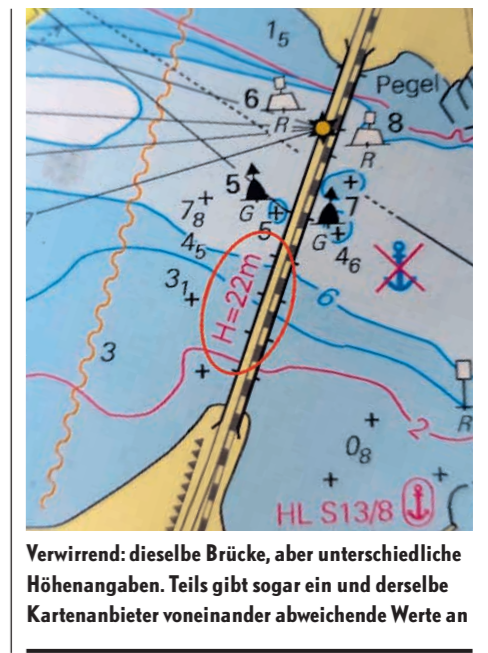 1₅
Pegel
6
R
8
R
5
G
7
G
7₈
5
4₅
4₆
3₁
H=22m
6
3
2
R
0₈
HL S13/8
Verwirrend: dieselbe Brücke, aber unterschiedliche
Höhenangaben. Teils gibt sogar ein und derselbe
Kartenanbieter voneinander abweichende Werte an